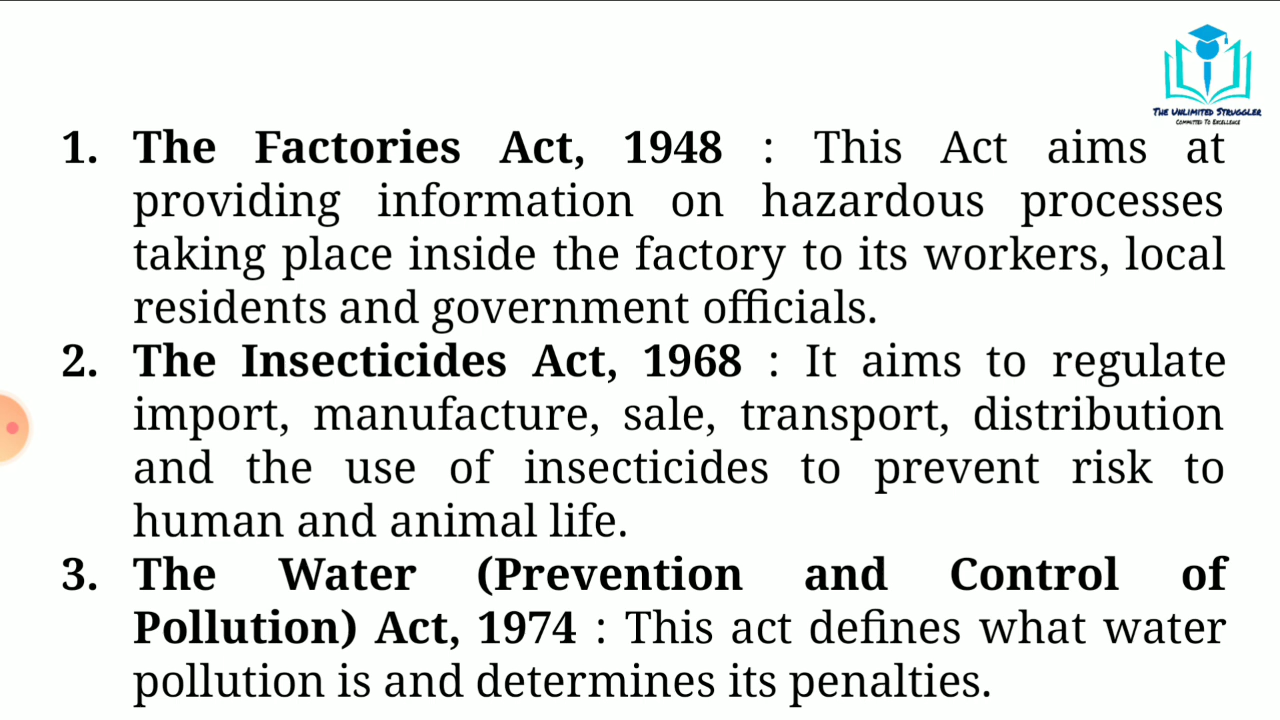 THE UNLIMITED STRUGGLER
COMMITTED TO EXCELLENCE
1. The Factories Act, 1948 : This Act aims at
providing information on hazardous processes
taking place inside the factory to its workers, local
residents and government officials.
2. The Insecticides Act, 1968 : It aims to regulate
import, manufacture, sale, transport, distribution
and the use of insecticides to prevent risk to
human and animal life.
3. The Water (Prevention and Control of
Pollution) Act, 1974 : This act defines what water
pollution is and determines its penalties.